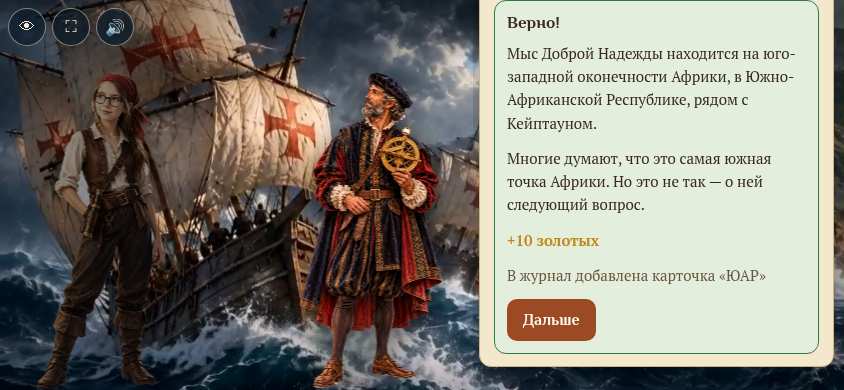 Верно!
Мыс Доброй Надежды находится на юго-
западной оконечности Африки, в Южно-
Африканской Республике, рядом с
Кейптауном.
Многие думают, что это самая южная
точка Африки. Но это не так — о ней
следующий вопрос.
+10 золотых
В журнал добавлена карточка «ЮАР»
Дальше